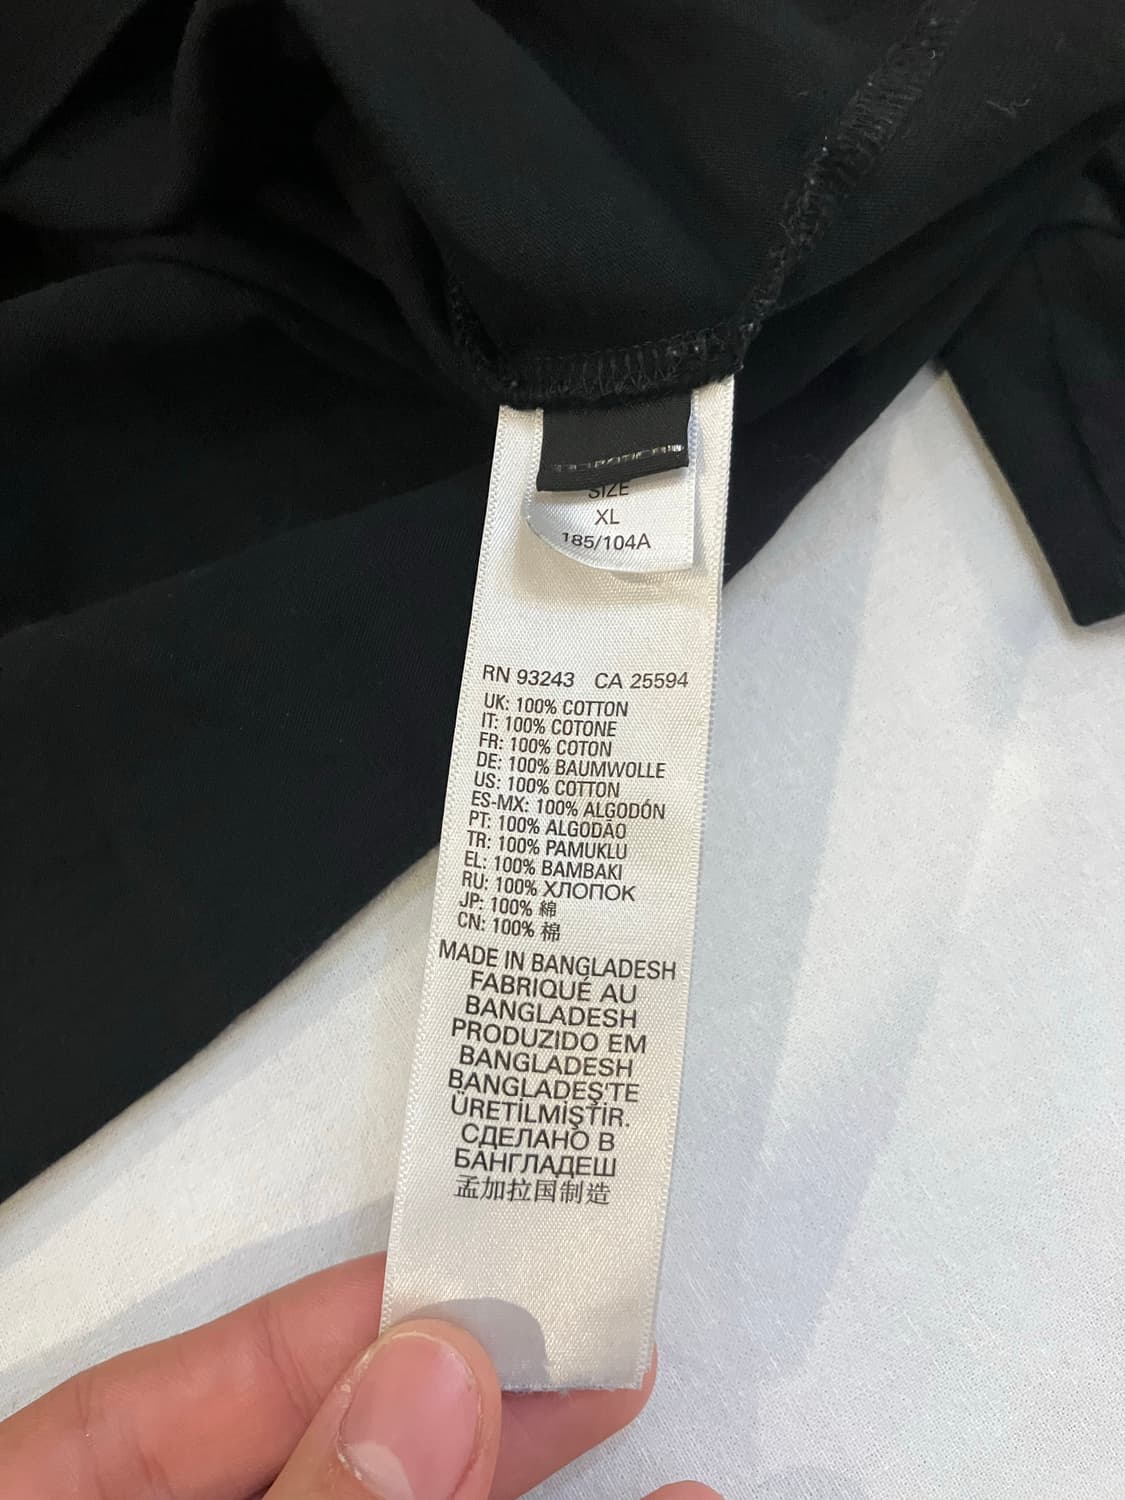 SIZE
XL
185/104A
RN 93243 CA 25594
UK: 100% COTTON
IT: 100% COTONE
FR: 100% COTON
DE: 100% BAUMWOLLE
US: 100% COTTON
ES-MX: 100% ALGODÓN
PT: 100% ALGODÃO
TR: 100% PAMUKLU
EL: 100% BAMBAKI
RU: 100% ХЛОПОК
JP: 100% 綿
CN: 100% 棉
MADE IN BANGLADESH
FABRIQUÉ AU
BANGLADESH
PRODUZIDO EM
BANGLADESH
BANGLADEŞ'TE
ÜRETİLMİŞTİR.
СДЕЛАНО В
БАНГЛАДЕШ
孟加拉国制造